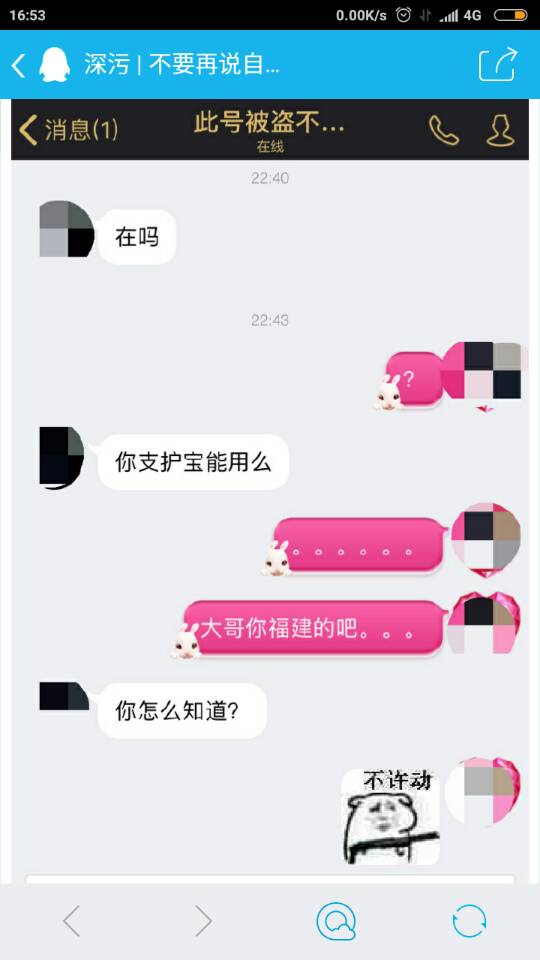 16:53
0.00K/s
4G
深污 | 不要再说自...
消息(1)
此号被盗不...
在线
22:40
在吗
22:43
?
你支护宝能用么
。。。。。。
大哥你福建的吧。。。
你怎么知道?
不许动